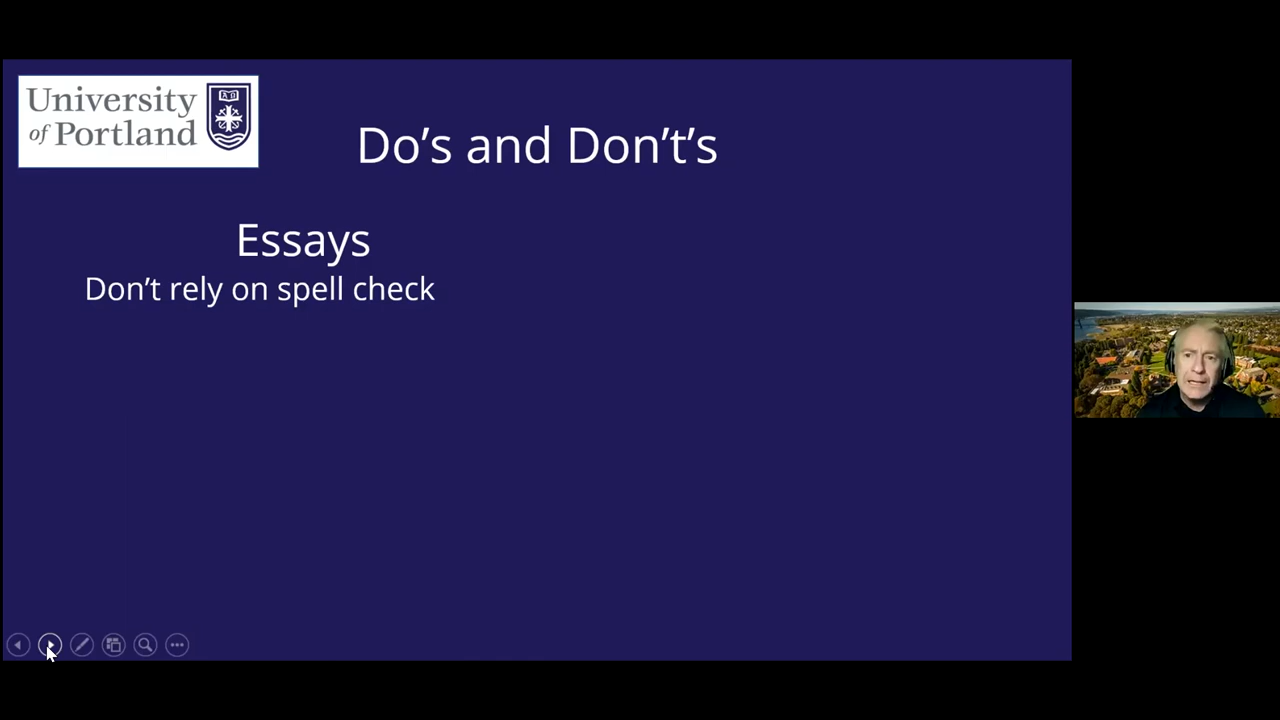 University
of Portland
Do’s and Don’t’s
Essays
Don’t rely on spell check